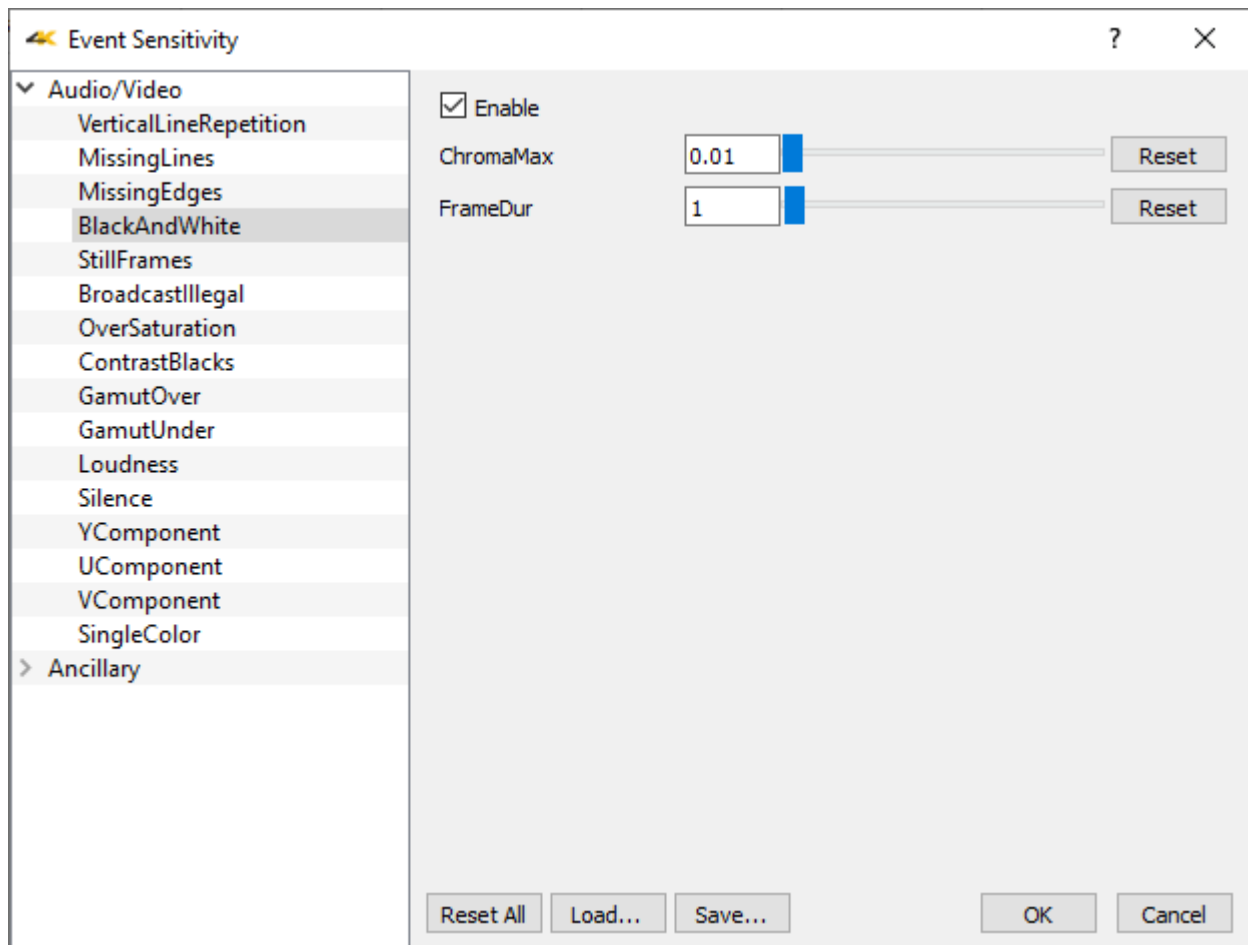 4K Event Sensitivity ?
Audio/Video
VerticalLineRepetition
MissingLines
MissingEdges
BlackAndWhite
StillFrames
BroadcastIllegal
OverSaturation
ContrastBlacks
GamutOver
GamutUnder
Loudness
Silence
YComponent
UComponent
VComponent
SingleColor
Ancillary
Enable
ChromaMax 0.01 Reset
FrameDur 1 Reset
Reset All Load... Save... OK Cancel